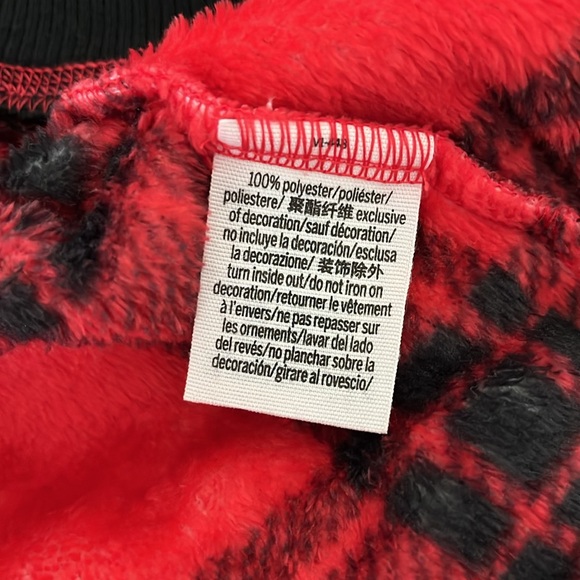 100% polyester/poliéster/
poliestere/ 聚酯纤维 exclusive
of decoration/sauf décoration/
no incluye la decoración/esclusa
la decorazione/ 装饰除外
turn inside out/do not iron on
decoration/retourner le vêtement
à l'envers/ne pas repasser sur
les ornements/lavar del lado
del revés/no planchar sobre la
decoración/girare al rovescio/